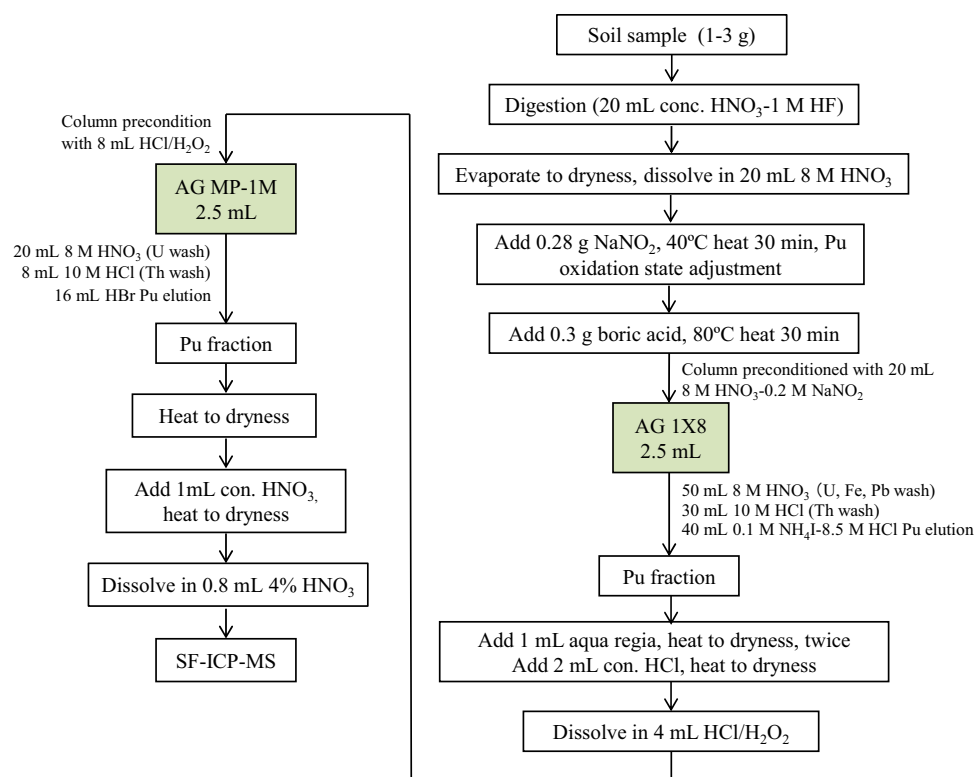 Soil sample (1-3 g)
Digestion (20 mL conc. HNO₃-1 M HF)
Evaporate to dryness, dissolve in 20 mL 8 M HNO₃
Add 0.28 g NaNO₂, 40ºC heat 30 min, Pu
oxidation state adjustment
Add 0.3 g boric acid, 80ºC heat 30 min
Column preconditioned with 20 mL
8 M HNO₃-0.2 M NaNO₂
AG 1X8
2.5 mL
50 mL 8 M HNO₃ (U, Fe, Pb wash)
30 mL 10 M HCl (Th wash)
40 mL 0.1 M NH₄I-8.5 M HCl Pu elution
Pu fraction
Add 1 mL aqua regia, heat to dryness, twice
Add 2 mL con. HCl, heat to dryness
Dissolve in 4 mL HCl/H₂O₂
Column precondition
with 8 mL HCl/H₂O₂
AG MP-1M
2.5 mL
20 mL 8 M HNO₃ (U wash)
8 mL 10 M HCl (Th wash)
16 mL HBr Pu elution
Pu fraction
Heat to dryness
Add 1mL con. HNO₃,
heat to dryness
Dissolve in 0.8 mL 4% HNO₃
SF-ICP-MS